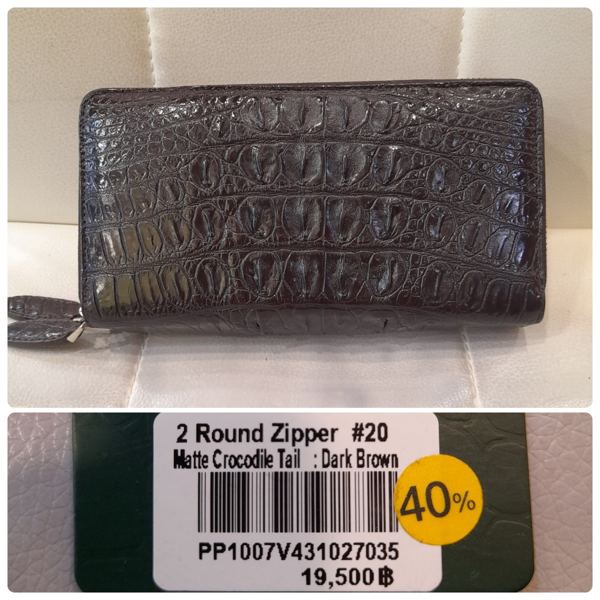 2 Round Zipper #20
Matte Crocodile Tail : Dark Brown
40%
PP1007V431027035
19,500฿